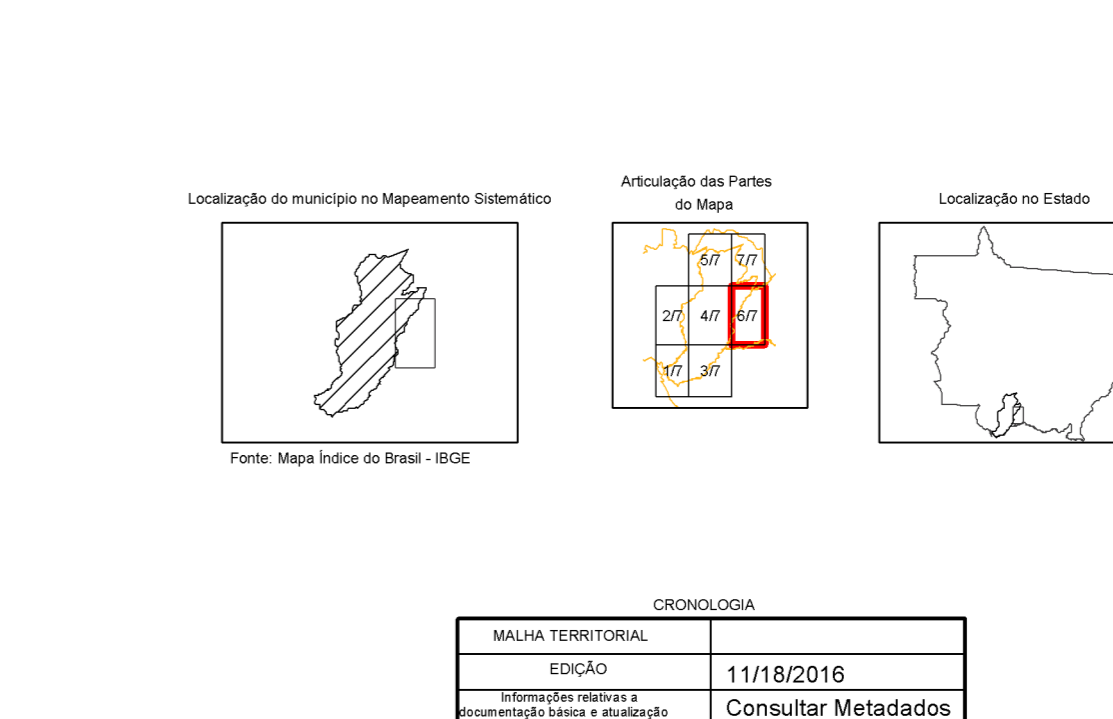 Localização do município no Mapeamento Sistemático
Articulação das Partes
do Mapa
Localização no Estado
5/7
7/7
2/7
4/7
6/7
1/7
3/7
Fonte: Mapa Índice do Brasil - IBGE
CRONOLOGIA
MALHA TERRITORIAL
EDIÇÃO
11/18/2016
Informações relativas a
documentação básica e atualização
Consultar Metadados